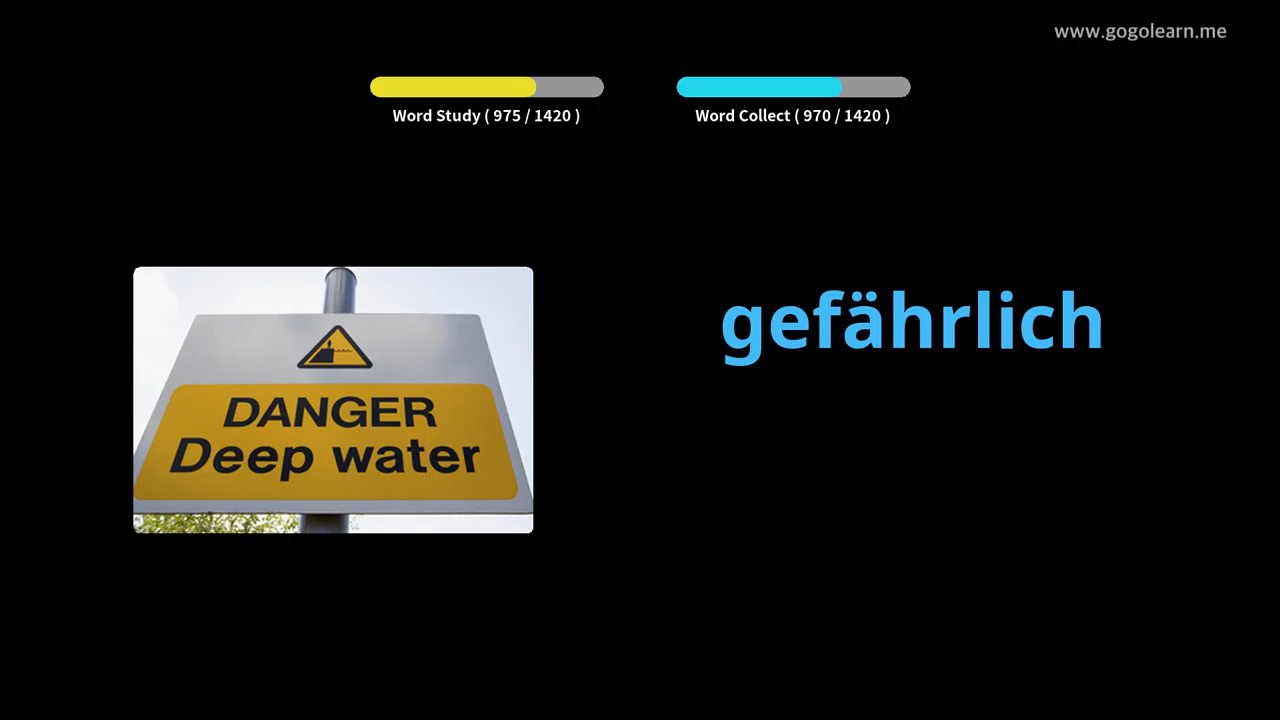 www.gogolearn.me
Word Study ( 975 / 1420 )
Word Collect ( 970 / 1420 )
gefährlich
DANGER
Deep water